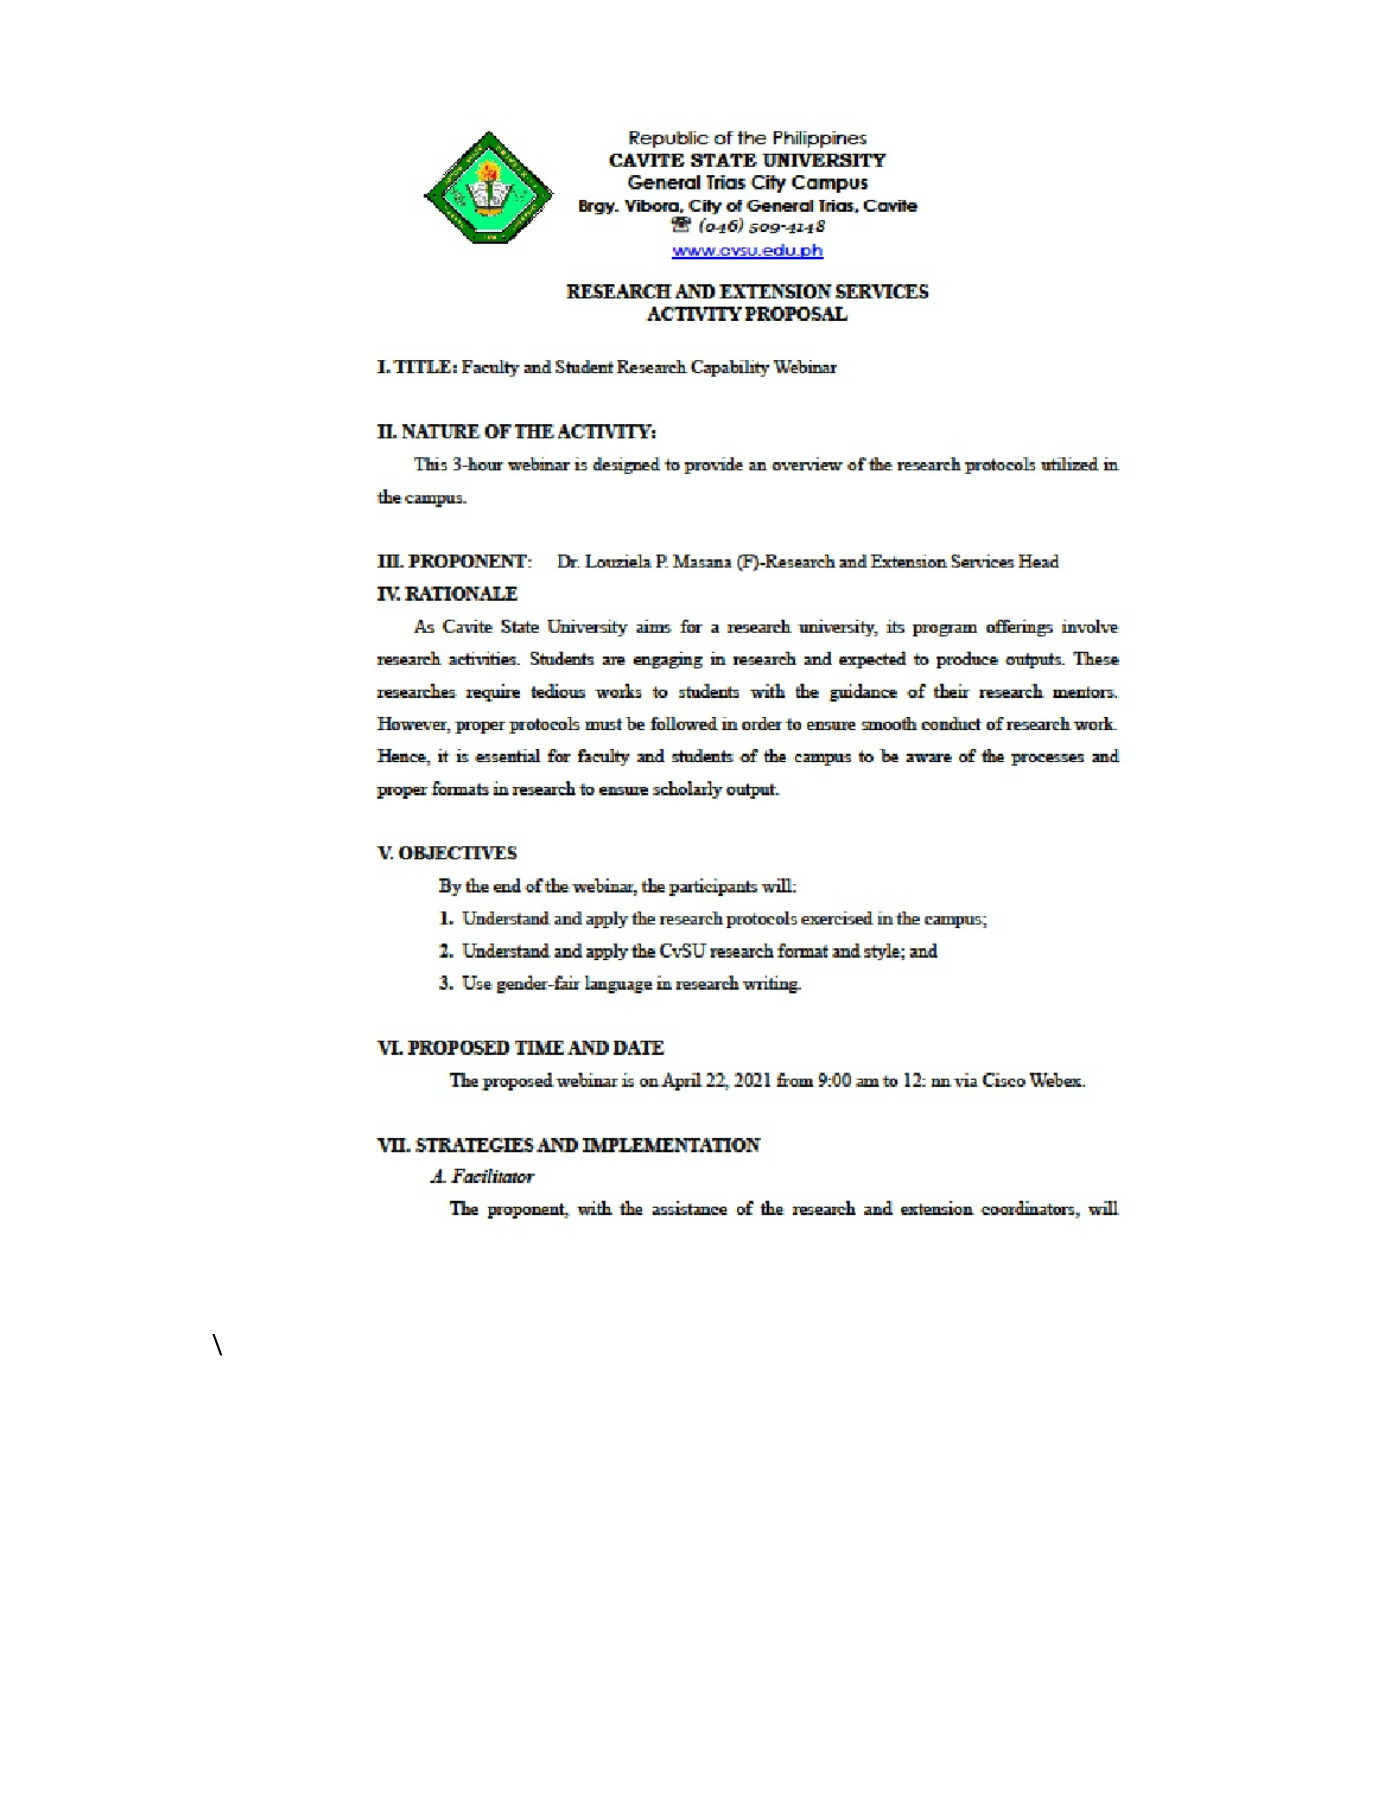 Republic of the Philippines
CAVITE STATE UNIVERSITY
General Trias City Campus
Brgy. Vibora, City of General Trias, Cavite
☎ (046) 509-4148
www.cvsu.edu.ph
RESEARCH AND EXTENSION SERVICES
ACTIVITY PROPOSAL
I. TITLE: Faculty and Student Research Capability Webinar
II. NATURE OF THE ACTIVITY:
This 3-hour webinar is designed to provide an overview of the research protocols utilized in
the campus.
III. PROPONENT: Dr. Louziela P. Masana (F)-Research and Extension Services Head
IV. RATIONALE
As Cavite State University aims for a research university, its program offerings involve
research activities. Students are engaging in research and expected to produce outputs. These
researches require tedious works to students with the guidance of their research mentors.
However, proper protocols must be followed in order to ensure smooth conduct of research work.
Hence, it is essential for faculty and students of the campus to be aware of the processes and
proper formats in research to ensure scholarly output.
V. OBJECTIVES
By the end of the webinar, the participants will:
1. Understand and apply the research protocols exercised in the campus;
2. Understand and apply the CvSU research format and style; and
3. Use gender-fair language in research writing.
VI. PROPOSED TIME AND DATE
The proposed webinar is on April 22, 2021 from 9:00 am to 12: nn via Cisco Webex.
VII. STRATEGIES AND IMPLEMENTATION
A. Facilitator
The proponent, with the assistance of the research and extension coordinators, will
\